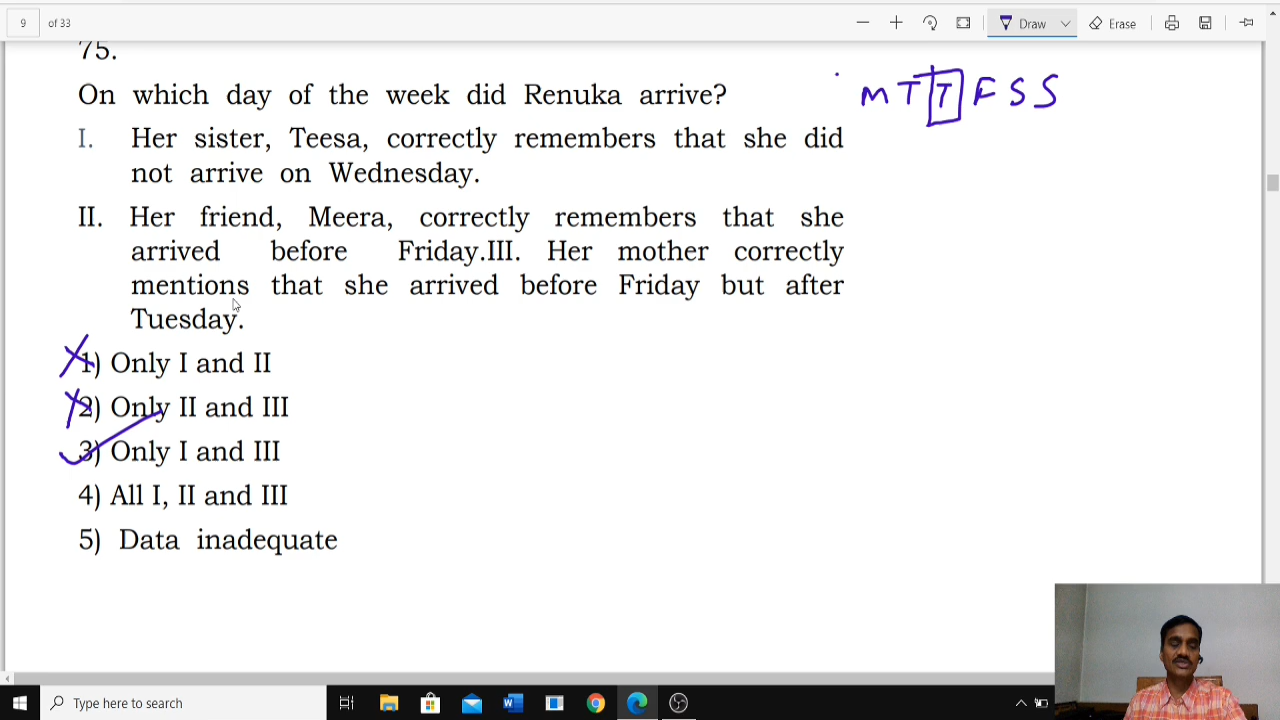 9 of 33
Draw
Erase
75.
On which day of the week did Renuka arrive?
M T T F S S
I. Her sister, Teesa, correctly remembers that she did
not arrive on Wednesday.
II. Her friend, Meera, correctly remembers that she
arrived before Friday.III. Her mother correctly
mentions that she arrived before Friday but after
Tuesday.
1) Only I and II
2) Only II and III
3) Only I and III
4) All I, II and III
5) Data inadequate
Type here to search